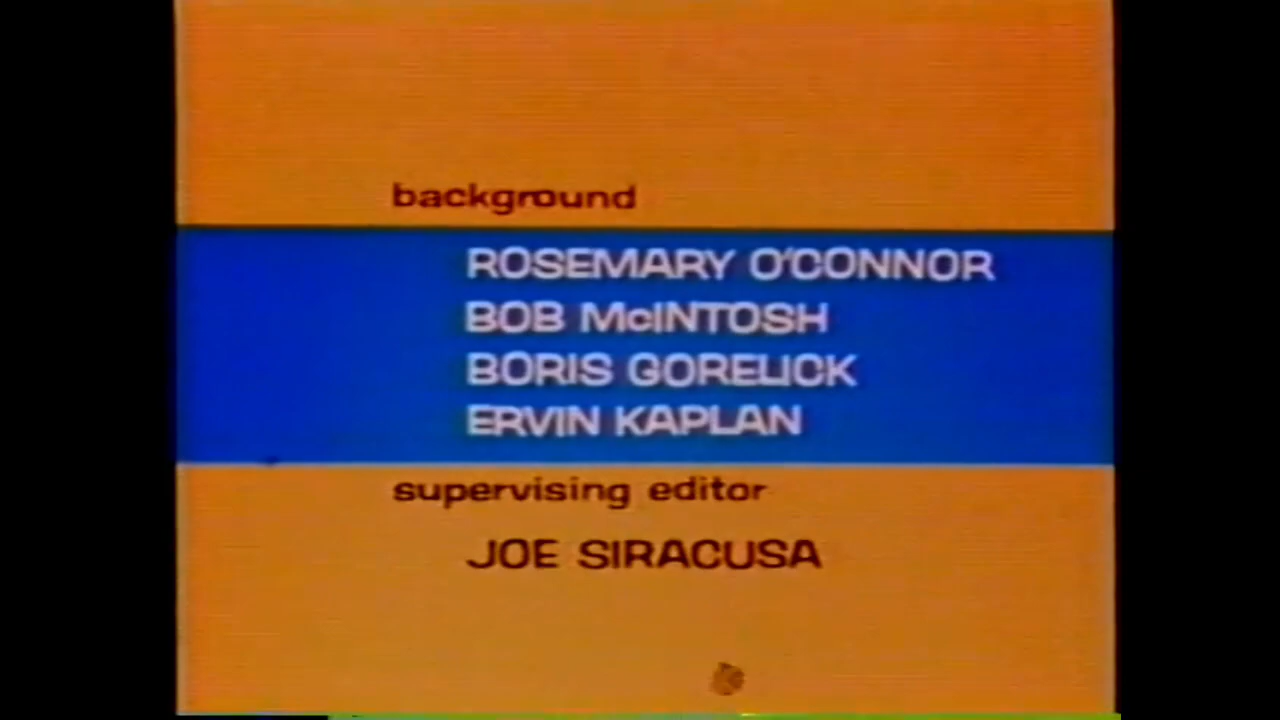 background
ROSEMARY O'CONNOR
BOB McINTOSH
BORIS GORELICK
ERVIN KAPLAN
supervising editor
JOE SIRACUSA